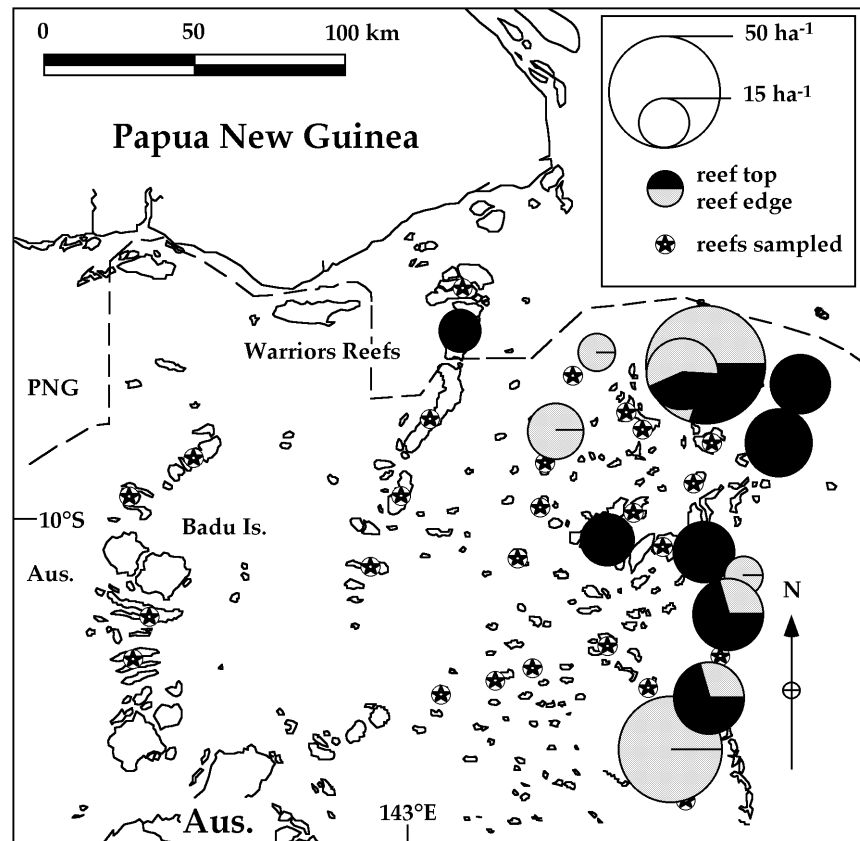 0 50 100 km
50 ha-1
15 ha-1
Papua New Guinea
reef top
reef edge
reefs sampled
Warriors Reefs
PNG
10°S
Badu Is.
Aus.
N
143°E
Aus.